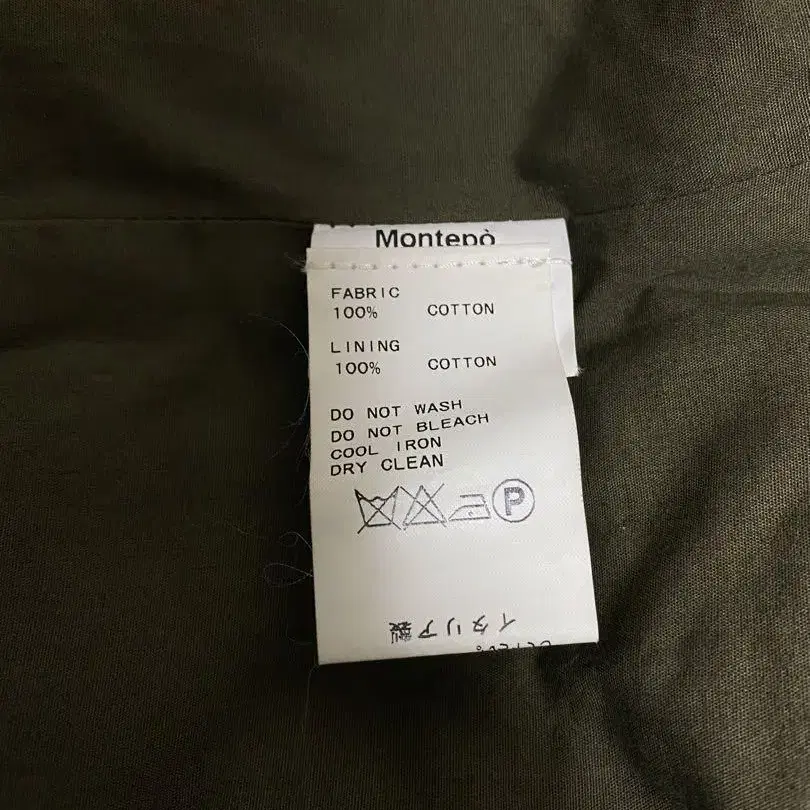 Montepò
FABRIC
100% COTTON
LINING
100% COTTON
DO NOT WASH
DO NOT BLEACH
COOL IRON
DRY CLEAN
P
イタリア製